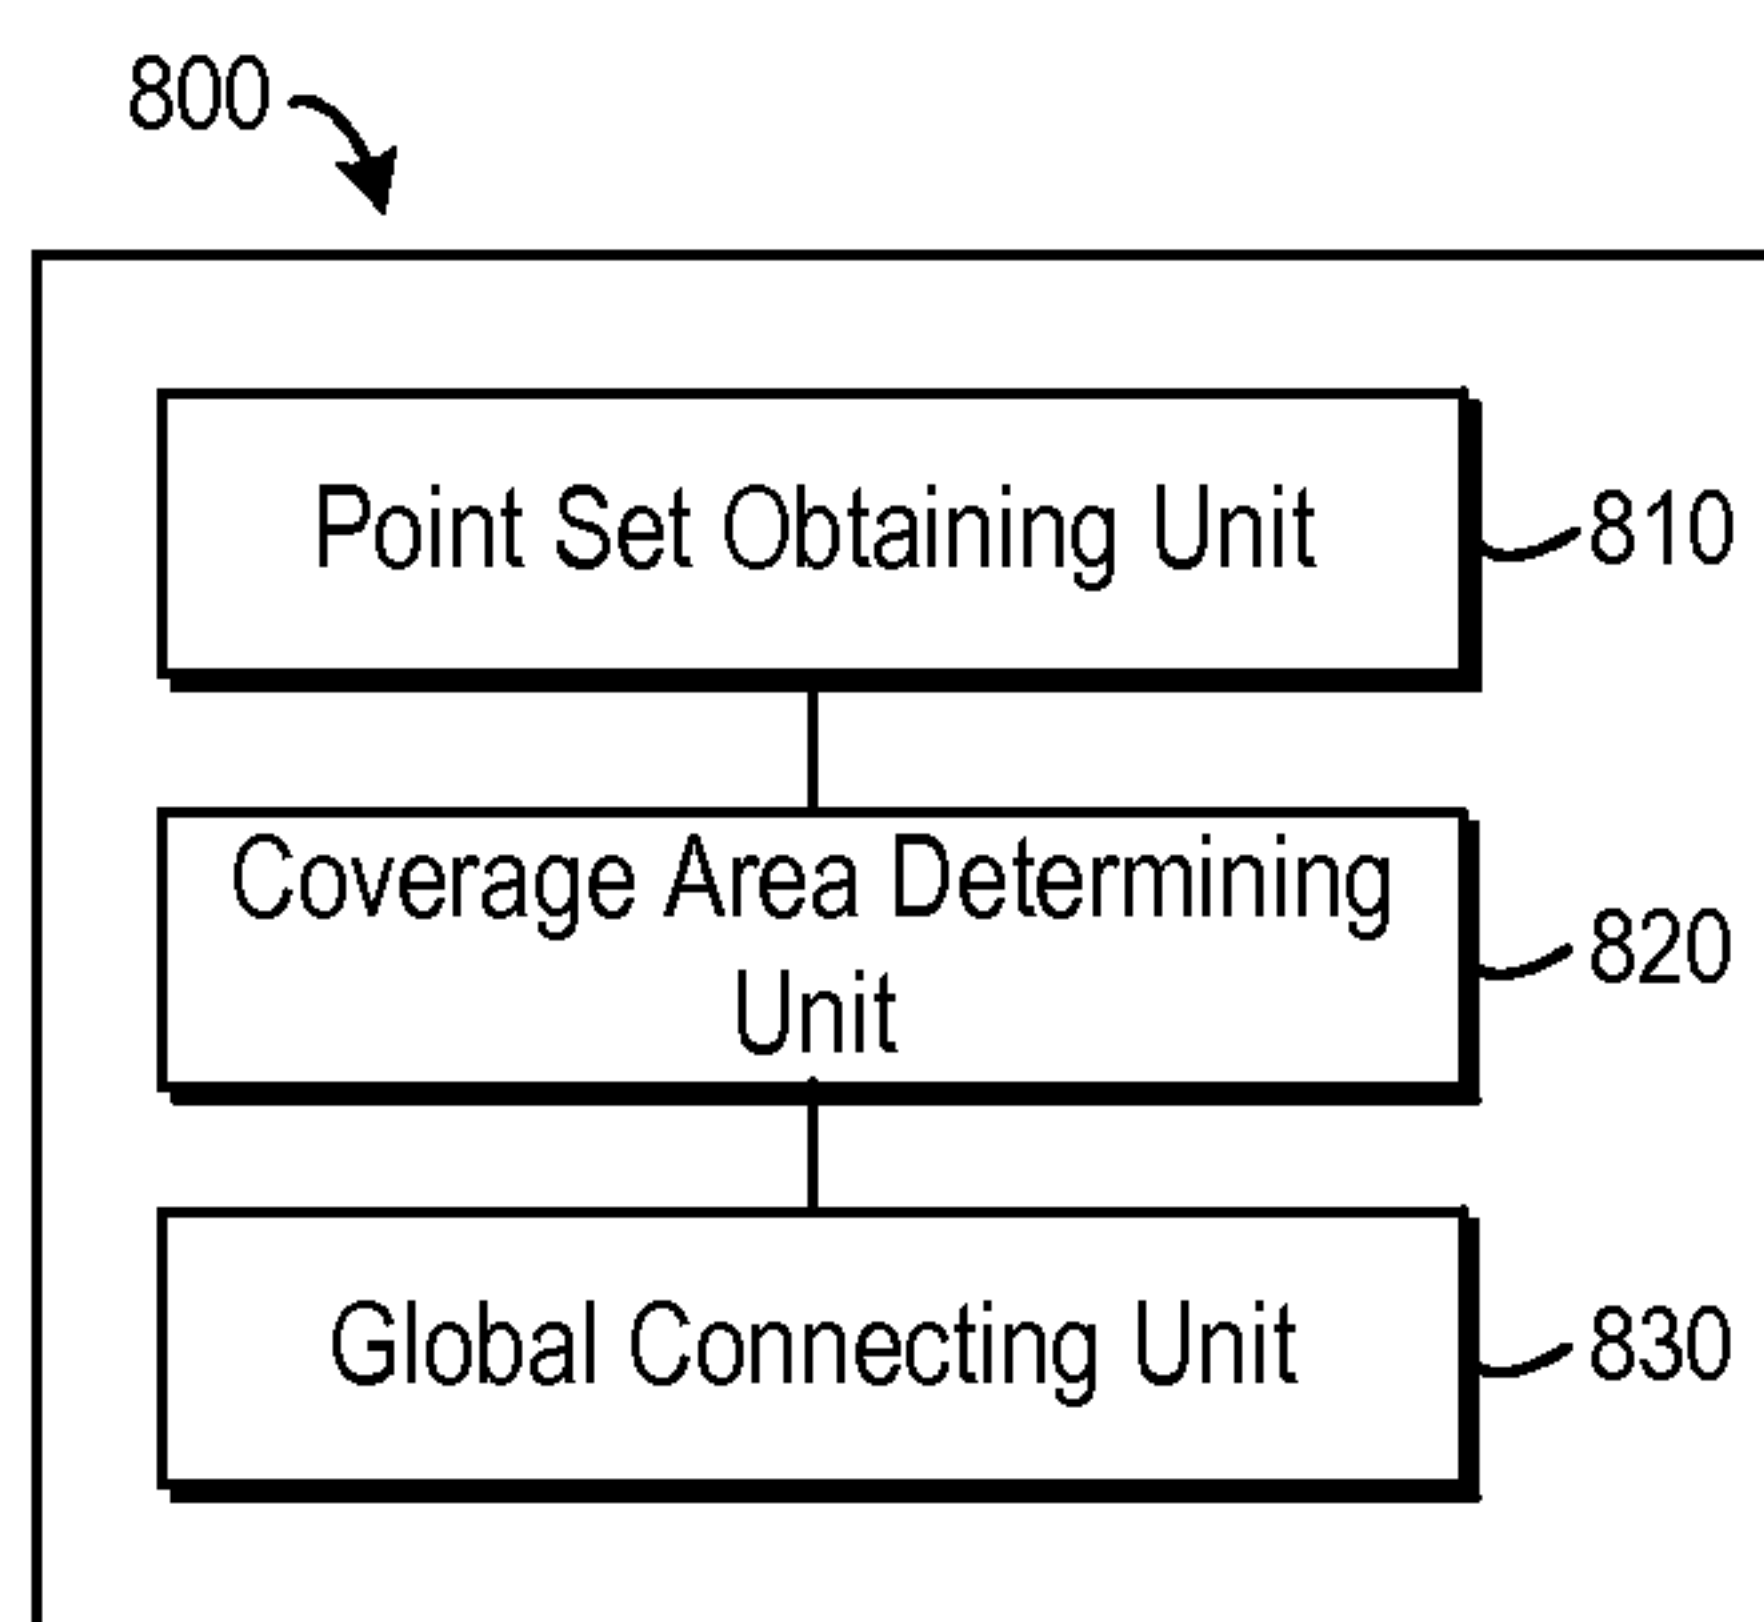 800
Point Set Obtaining Unit
810
Coverage Area Determining
Unit
820
Global Connecting Unit
830